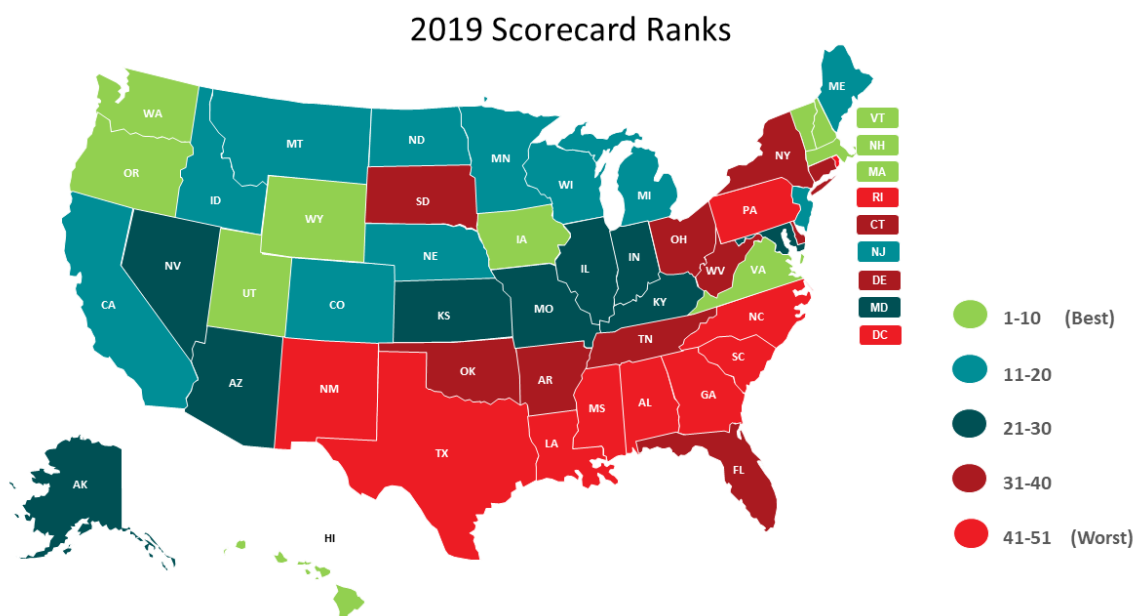 2019 Scorecard Ranks
ME
WA
VT
MT
ND
NH
OR
MN
NY
MA
ID
WI
MI
RI
SD
PA
WY
CT
IA
OH
NJ
NE
NV
IL
IN
DE
UT
WV
VA
CA
CO
MD
KS
MO
KY
1-10 (Best)
DC
NC
TN
11-20
OK
SC
AZ
NM
AR
MS
AL
GA
21-30
LA
TX
FL
31-40
AK
HI
41-51 (Worst)